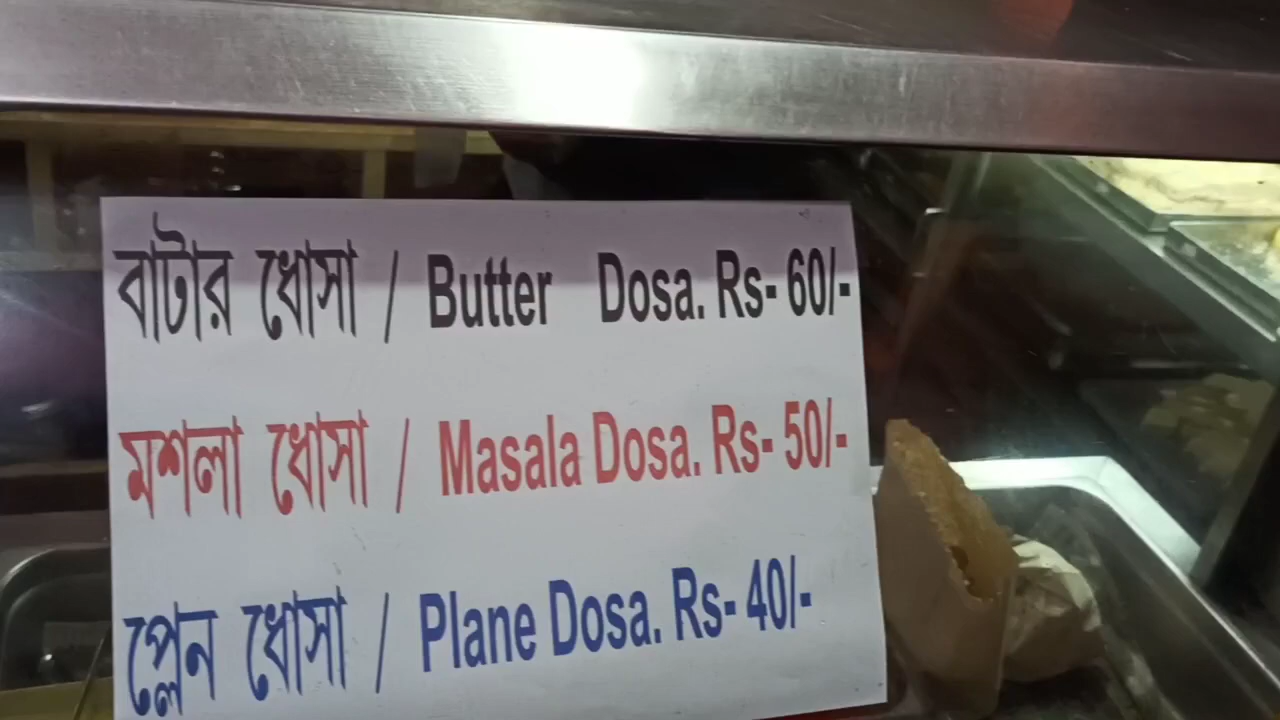 বাটার ধোসা / Butter Dosa. Rs- 60/-
মশলা ধোসা / Masala Dosa. Rs- 50/-
প্লেন ধোসা / Plane Dosa. Rs- 40/-